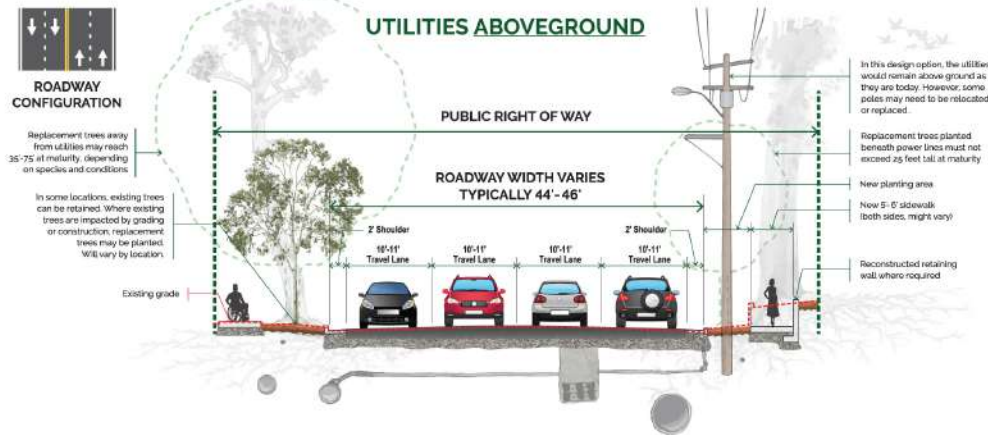 UTILITIES ABOVEGROUND
ROADWAY
CONFIGURATION
PUBLIC RIGHT OF WAY
ROADWAY WIDTH VARIES
TYPICALLY 44'-46'
Replacement trees away
from utilities may reach
35'-75' at maturity, depending
on species and conditions
In some locations, existing trees
can be retained. Where existing
trees are impacted by grading
or construction, replacement
trees may be planted.
Will vary by location.
Existing grade
2' Shoulder
10'-11'
Travel Lane
10'-11'
Travel Lane
10'-11'
Travel Lane
10'-11'
Travel Lane
2' Shoulder
In this design option, the utilities
would remain above ground as
they are today. However, some
poles may need to be relocated
or replaced.
Replacement trees planted
beneath power lines must not
exceed 25 feet tall at maturity
New planting area
New 5'-6' sidewalk
(both sides, might vary)
Reconstructed retaining
wall where required